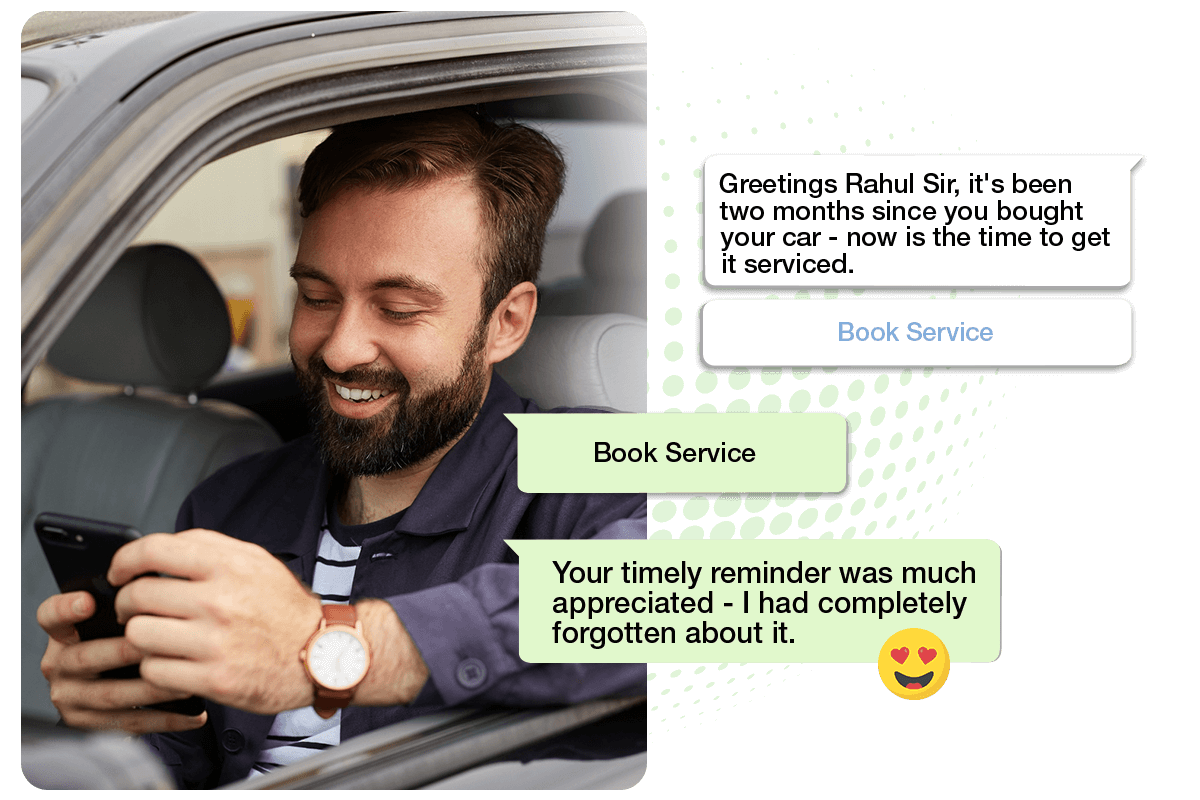 Greetings Rahul Sir, it's been
two months since you bought
your car - now is the time to get
it serviced.
Book Service
Book Service
Your timely reminder was much
appreciated - I had completely
forgotten about it.